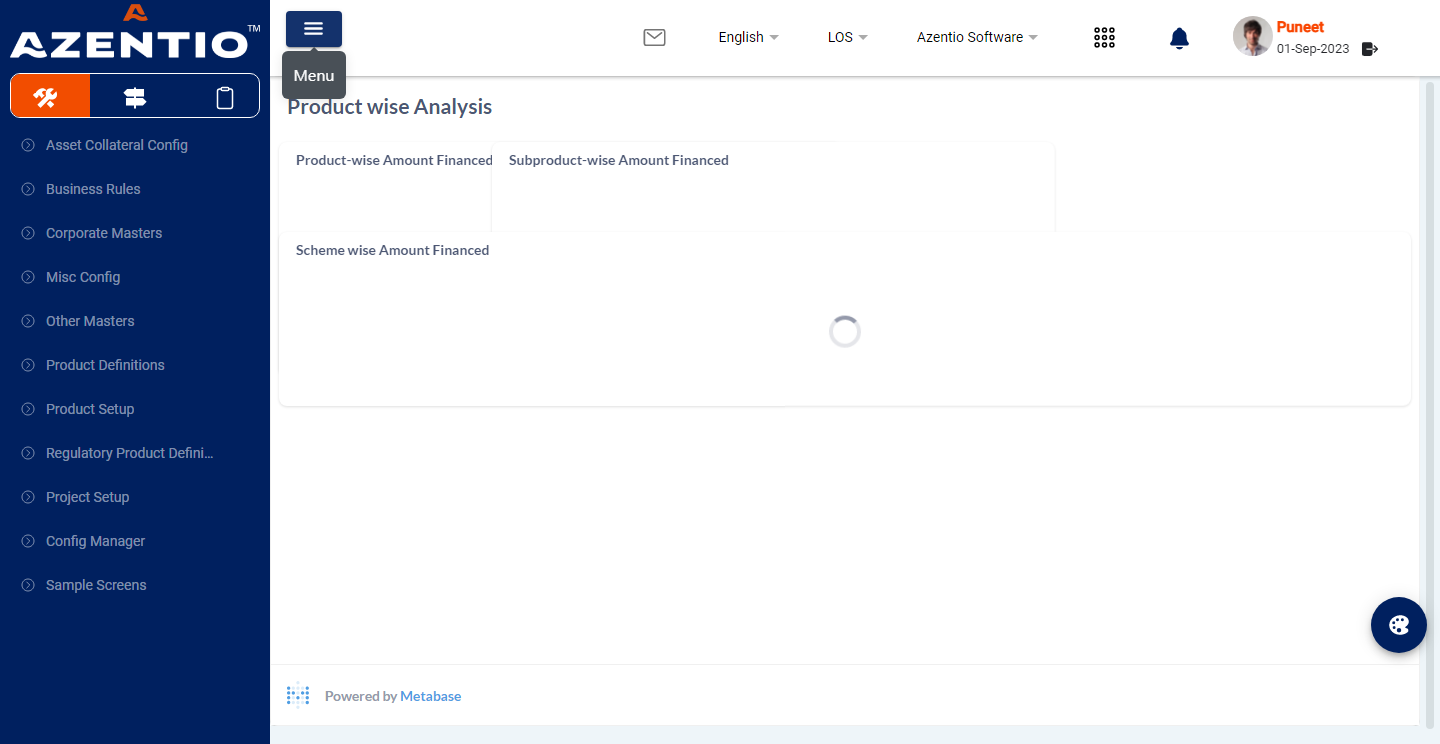 AZENTIO™
Asset Collateral Config
Business Rules
Corporate Masters
Misc Config
Other Masters
Product Definitions
Product Setup
Regulatory Product Defini...
Project Setup
Config Manager
Sample Screens
Menu
English
LOS
Azentio Software
Puneet
01-Sep-2023
Product wise Analysis
Product-wise Amount Financed
Subproduct-wise Amount Financed
Scheme wise Amount Financed
Powered by Metabase